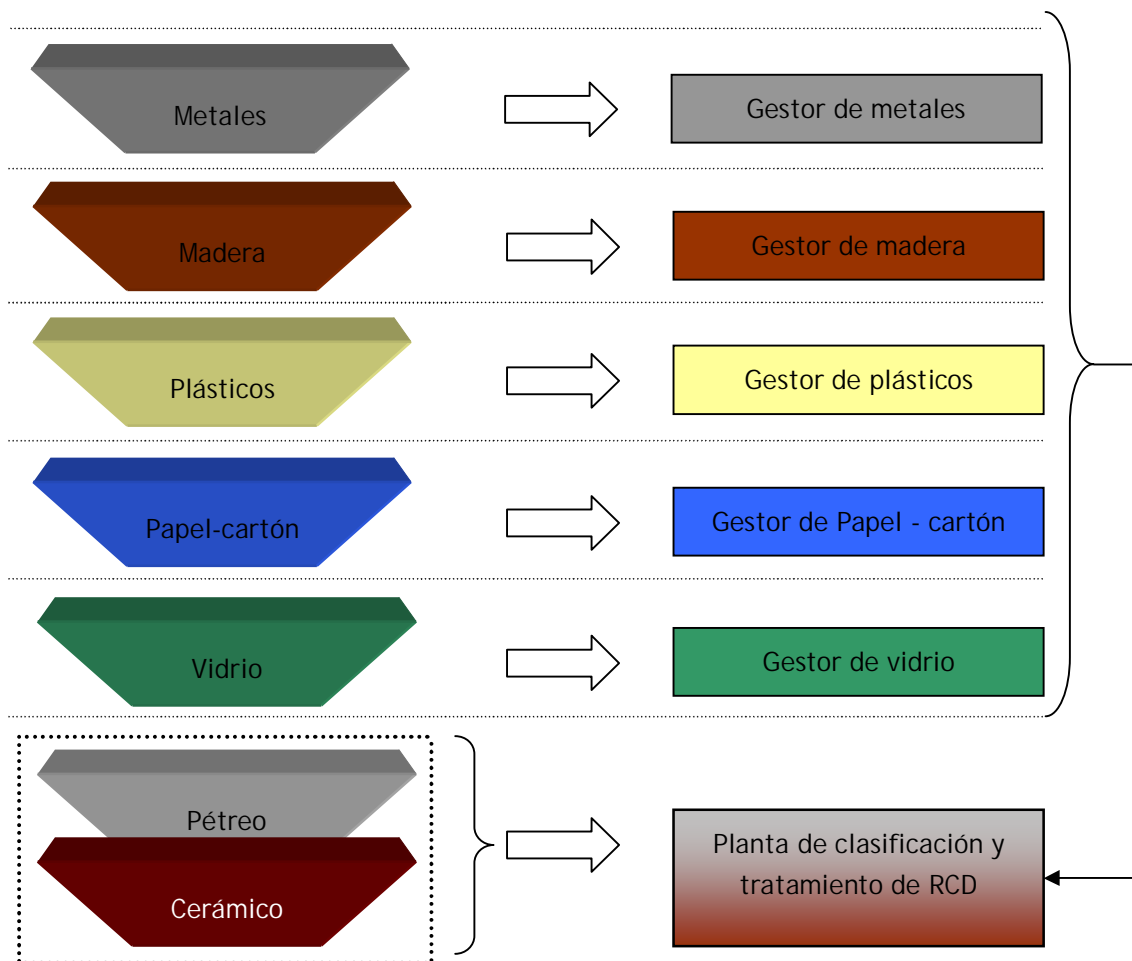 Metales
Gestor de metales
Madera
Gestor de madera
Plásticos
Gestor de plásticos
Papel-cartón
Gestor de Papel - cartón
Vidrio
Gestor de vidrio
Pétreo
Cerámico
Planta de clasificación y
tratamiento de RCD